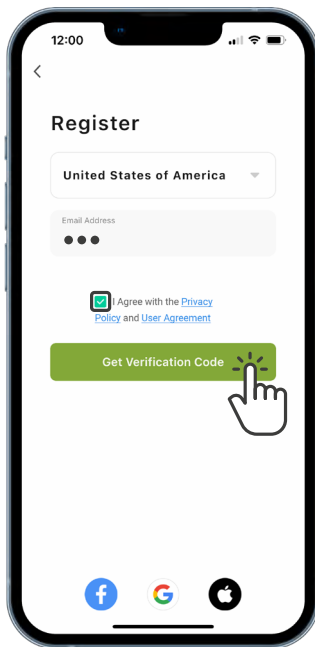 12:00
Register
United States of America
Email Address
I Agree with the Privacy
Policy and User Agreement
Get Verification Code